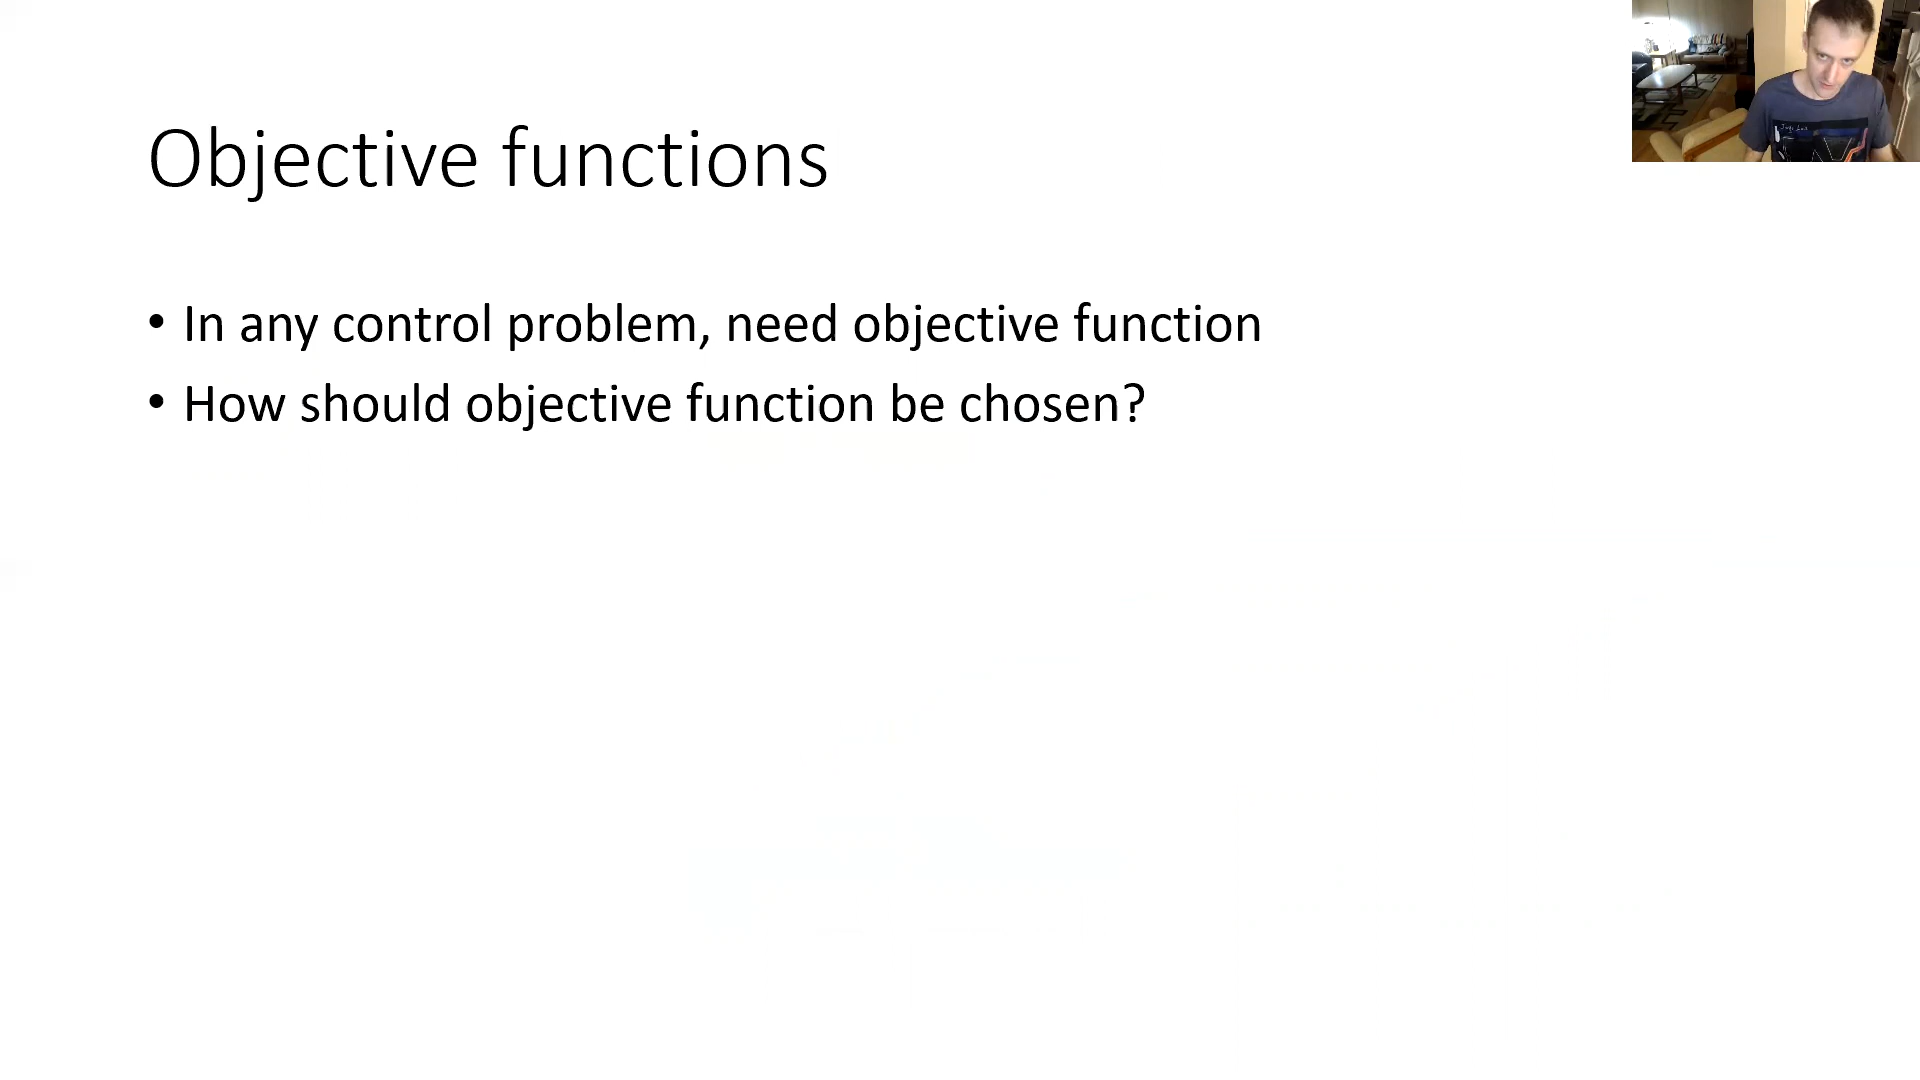 Objective functions
• In any control problem, need objective function
• How should objective function be chosen?